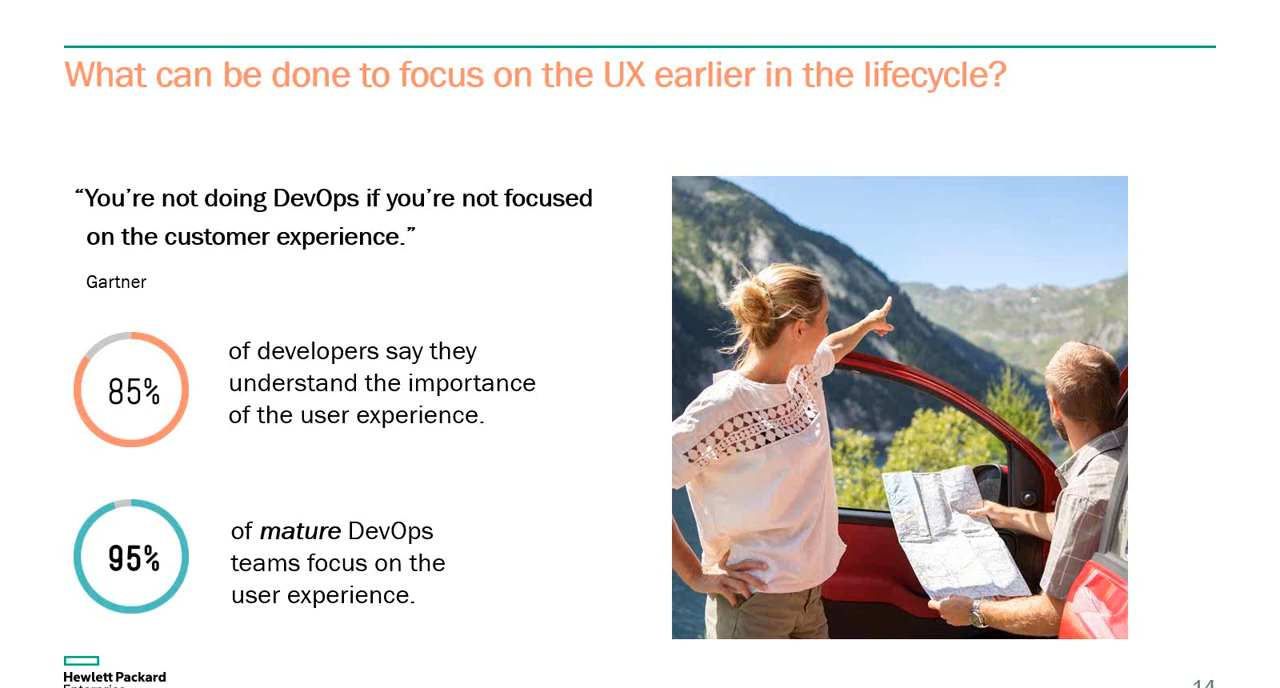 What can be done to focus on the UX earlier in the lifecycle?
“You’re not doing DevOps if you’re not focused
on the customer experience.”
Gartner
85%
of developers say they
understand the importance
of the user experience.
95%
of mature DevOps
teams focus on the
user experience.
Hewlett Packard
Enterprise
14